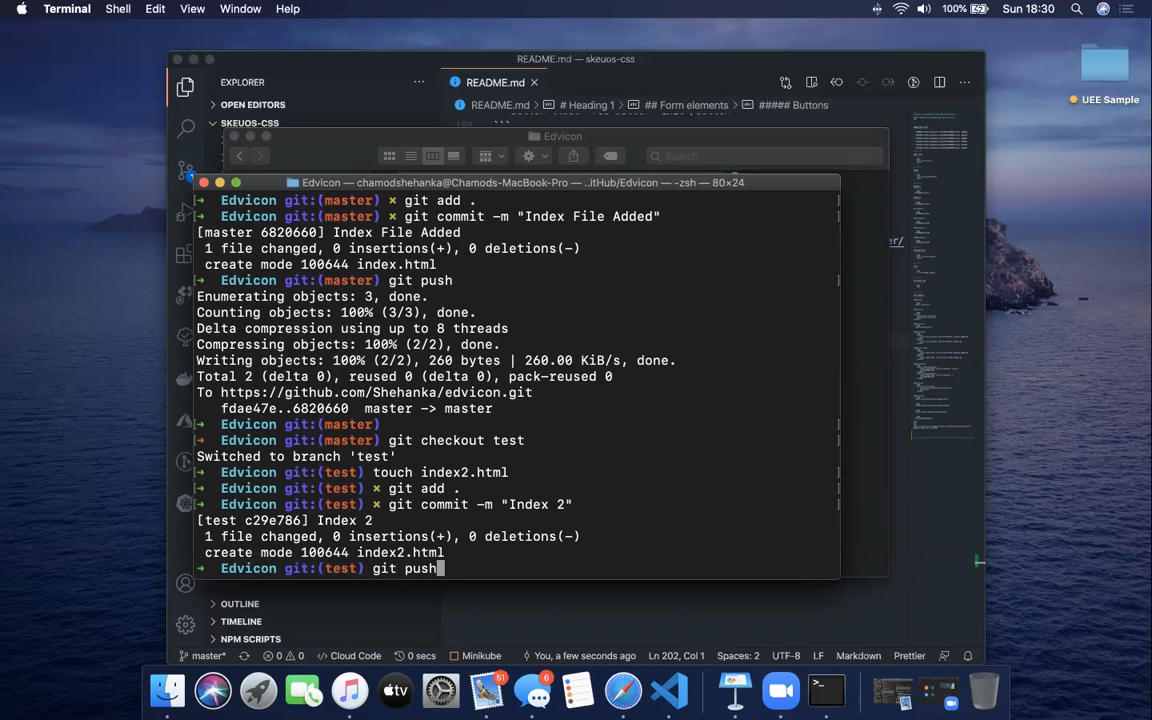 Terminal Shell Edit View Window Help 100% Sun 18:30
README.md — skeuos-css
EXPLORER
README.md
UEE Sample
OPEN EDITORS
README.md > # Heading 1 > ## Form elements > ##### Buttons
SKEUOS-CSS
188 ```
Edvicon
Search
Edvicon — chamodshehanka@Chamods-MacBook-Pro — ..itHub/Edvicon — -zsh — 80×24
➜ Edvicon git:(master) × git add .
➜ Edvicon git:(master) × git commit -m "Index File Added"
[master 6820660] Index File Added
1 file changed, 0 insertions(+), 0 deletions(-)
create mode 100644 index.html
➜ Edvicon git:(master) git push
Enumerating objects: 3, done.
Counting objects: 100% (3/3), done.
Delta compression using up to 8 threads
Compressing objects: 100% (2/2), done.
Writing objects: 100% (2/2), 260 bytes | 260.00 KiB/s, done.
Total 2 (delta 0), reused 0 (delta 0), pack-reused 0
To https://github.com/Shehanka/edvicon.git
fdae47e..6820660 master -> master
➜ Edvicon git:(master)
➜ Edvicon git:(master) git checkout test
Switched to branch 'test'
➜ Edvicon git:(test) touch index2.html
➜ Edvicon git:(test) × git add .
➜ Edvicon git:(test) × git commit -m "Index 2"
[test c29e786] Index 2
1 file changed, 0 insertions(+), 0 deletions(-)
create mode 100644 index2.html
➜ Edvicon git:(test) git push
OUTLINE
TIMELINE
NPM SCRIPTS
master* 0 0 Cloud Code 0 secs Minikube You, a few seconds ago Ln 202, Col 1 Spaces: 2 UTF-8 LF Markdown Prettier
51 6
tv